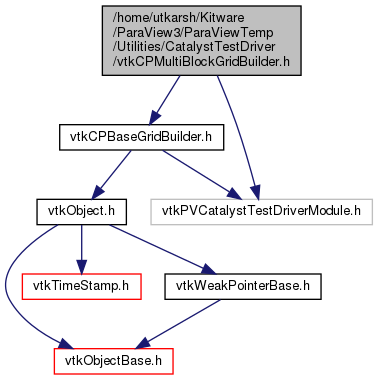 /home/utkarsh/Kitware
/ParaView3/ParaViewTemp
/Utilities/CatalystTestDriver
/vtkCPMultiBlockGridBuilder.h
vtkCPBaseGridBuilder.h
vtkObject.h
vtkPVCatalystTestDriverModule.h
vtkTimeStamp.h
vtkWeakPointerBase.h
vtkObjectBase.h